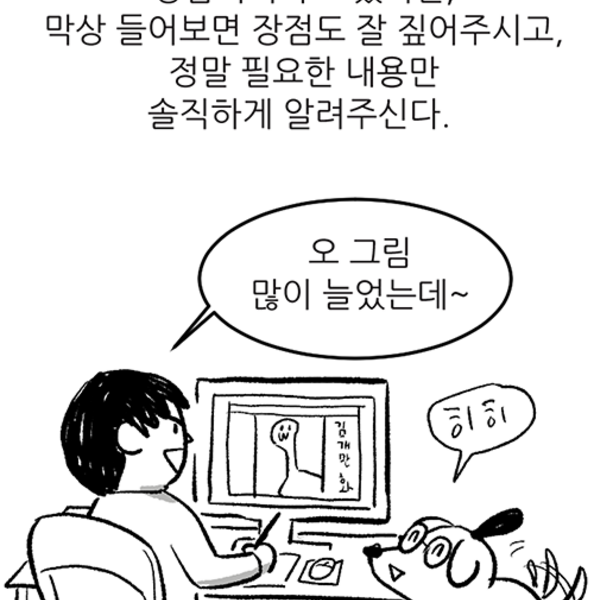 막상 들어보면 장점도 잘 짚어주시고,
정말 필요한 내용만
솔직하게 알려주신다.
오 그림
많이 늘었는데~
김개만화
히히